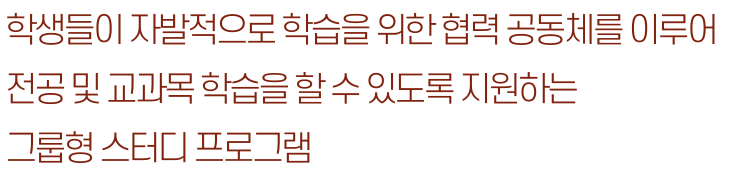 학생들이 자발적으로 학습을 위한 협력 공동체를 이루어
전공 및 교과목 학습을 할 수 있도록 지원하는
그룹형 스터디 프로그램